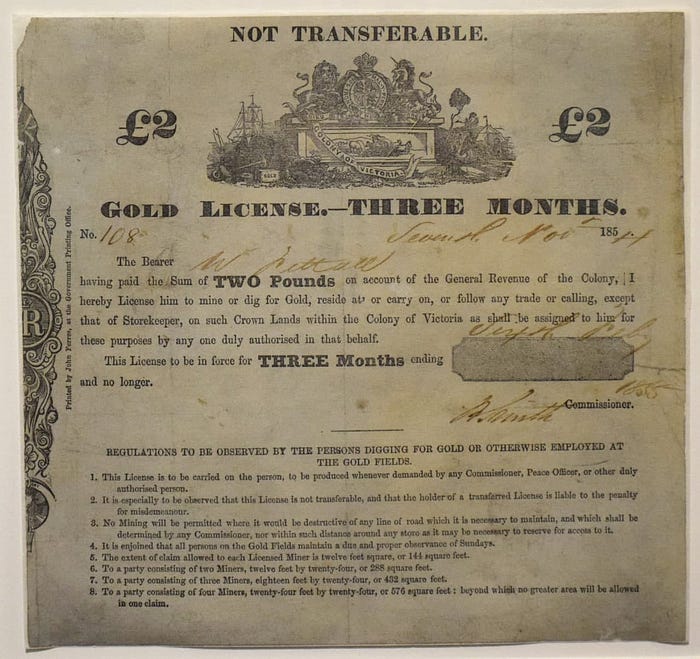 NOT TRANSFERABLE.
£2
COLONY OF VICTORIA
GOLD
£2
GOLD LICENSE.—THREE MONTHS.
No. 108 Seventh Novr 1854
The Bearer W
having paid the Sum of TWO Pounds on account of the General Revenue of the Colony, I
hereby License him to mine or dig for Gold, reside at, or carry on, or follow any trade or calling, except
that of Storekeeper, on such Crown Lands within the Colony of Victoria as shall be assigned to him for
these purposes by any one duly authorised in that behalf.
This License to be in force for THREE Months ending
and no longer.
1855
Commissioner.
REGULATIONS TO BE OBSERVED BY THE PERSONS DIGGING FOR GOLD OR OTHERWISE EMPLOYED AT
THE GOLD FIELDS.
1. This License is to be carried on the person, to be produced whenever demanded by any Commissioner, Peace Officer, or other duly
authorised person.
2. It is especially to be observed that this License is not transferable, and that the holder of a transferred License is liable to the penalty
for misdemeanour.
3. No Mining will be permitted where it would be destructive of any line of road which it is necessary to maintain, and which shall be
determined by any Commissioner, nor within such distance around any store as it may be necessary to reserve for access to it.
4. It is enjoined that all persons on the Gold Fields maintain a due and proper observance of Sundays.
5. The extent of claim allowed to each Licensed Miner is twelve feet square, or 144 square feet.
6. To a party consisting of two Miners, twelve feet by twenty-four, or 288 square feet.
7. To a party consisting of three Miners, eighteen feet by twenty-four, or 432 square feet.
8. To a party consisting of four Miners, twenty-four feet by twenty-four, or 576 square feet: beyond which no greater area will be allowed
in one claim.
Printed by John Ferres, at the Government Printing Office.
R